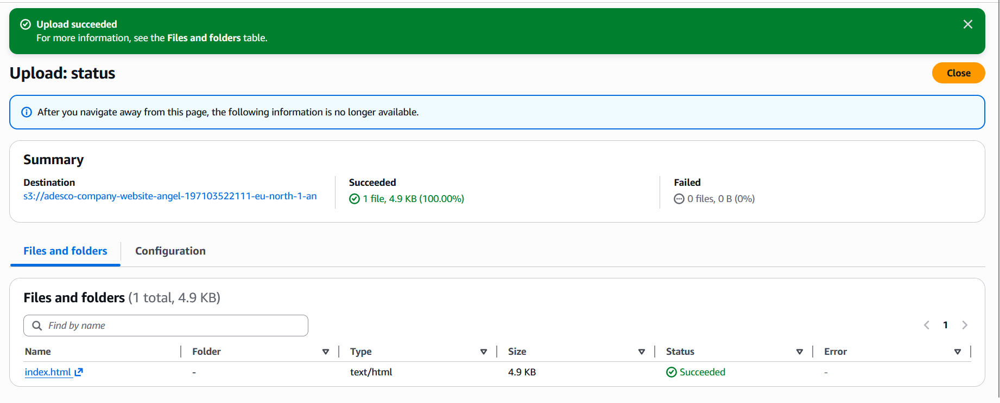 Upload succeeded
For more information, see the Files and folders table.
Upload: status
Close
After you navigate away from this page, the following information is no longer available.
Summary
Destination
s3://adesco-company-website-angel-197103522111-eu-north-1-an
Succeeded
1 file, 4.9 KB (100.00%)
Failed
0 files, 0 B (0%)
Files and folders
Configuration
Files and folders (1 total, 4.9 KB)
Find by name
1
Name Folder Type Size Status Error
index.html - text/html 4.9 KB Succeeded -